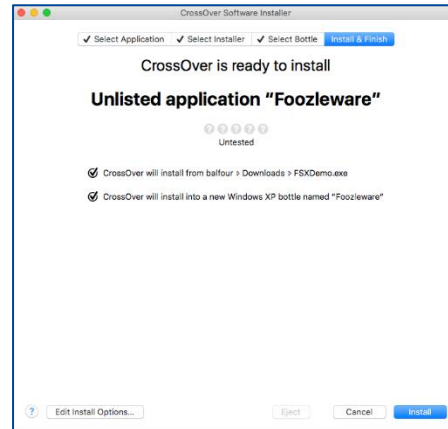 CrossOver Software Installer
✓ Select Application ✓ Select Installer ✓ Select Bottle Install & Finish
CrossOver is ready to install
Unlisted application “Foozleware”
? ? ? ? ?
Untested
CrossOver will install from balfour > Downloads > FSXDemo.exe
CrossOver will install into a new Windows XP bottle named “Foozleware”
? Edit Install Options... Eject Cancel Install